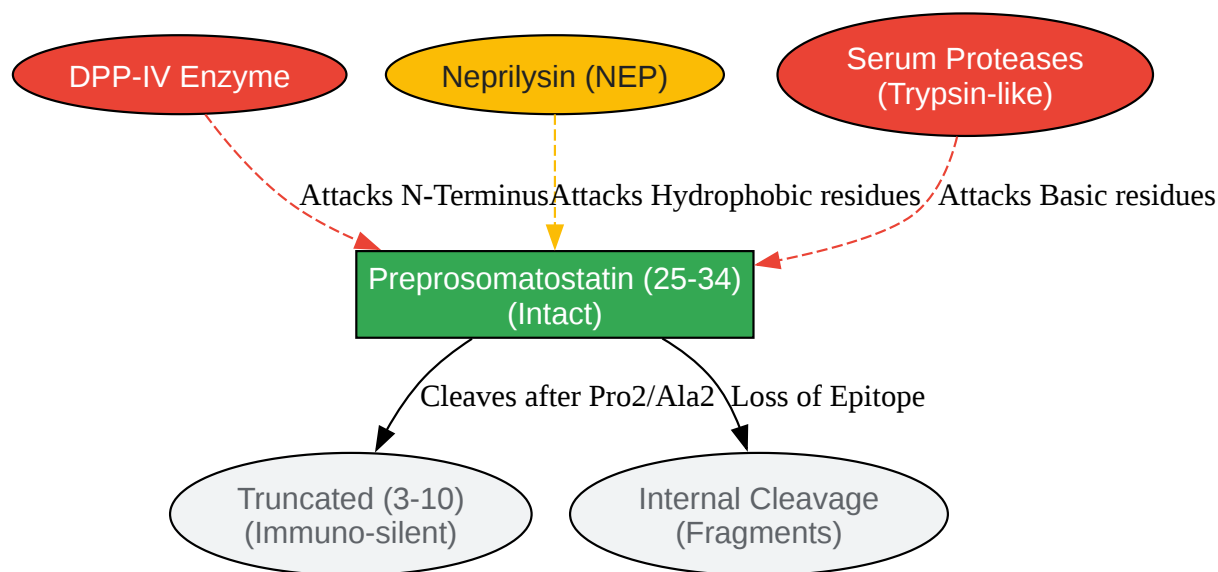 DPP-IV Enzyme
Neprilysin (NEP)
Serum Proteases
(Trypsin-like)
Attacks N-Terminus
Attacks Hydrophobic residues
Attacks Basic residues
Preprosomatostatin (25-34)
(Intact)
Cleaves after Pro2/Ala2
Loss of Epitope
Truncated (3-10)
(Immuno-silent)
Internal Cleavage
(Fragments)